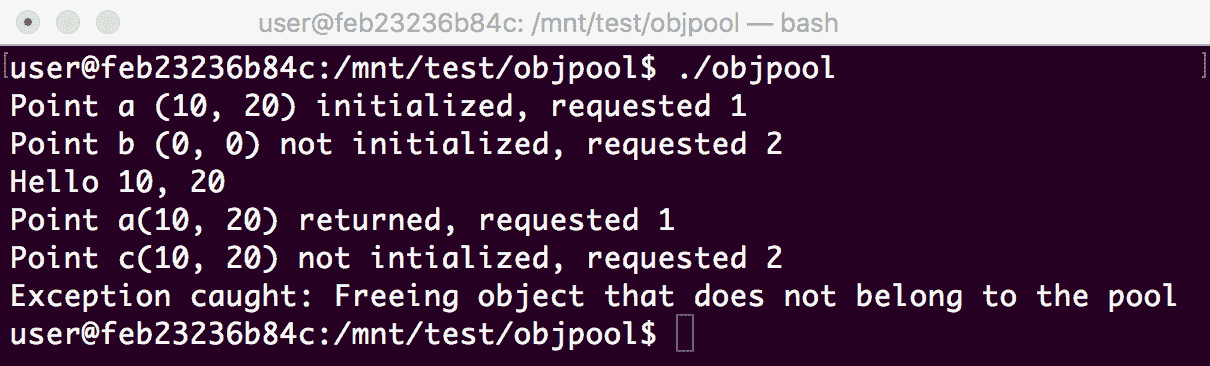 user@feb23236b84c: /mnt/test/objpool — bash
user@feb23236b84c:/mnt/test/objpool$ ./objpool
Point a (10, 20) initialized, requested 1
Point b (0, 0) not initialized, requested 2
Hello 10, 20
Point a(10, 20) returned, requested 1
Point c(10, 20) not intialized, requested 2
Exception caught: Freeing object that does not belong to the pool
user@feb23236b84c:/mnt/test/objpool$